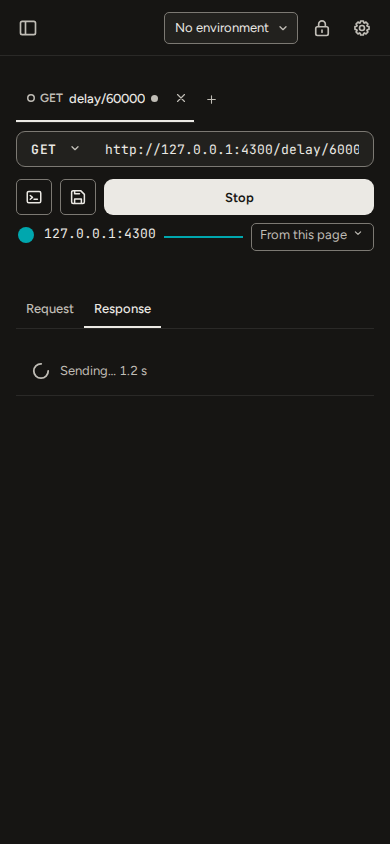 No environment
GET delay/60000
GET http://127.0.0.1:4300/delay/6000
Stop
127.0.0.1:4300 From this page
Request Response
Sending… 1.2 s